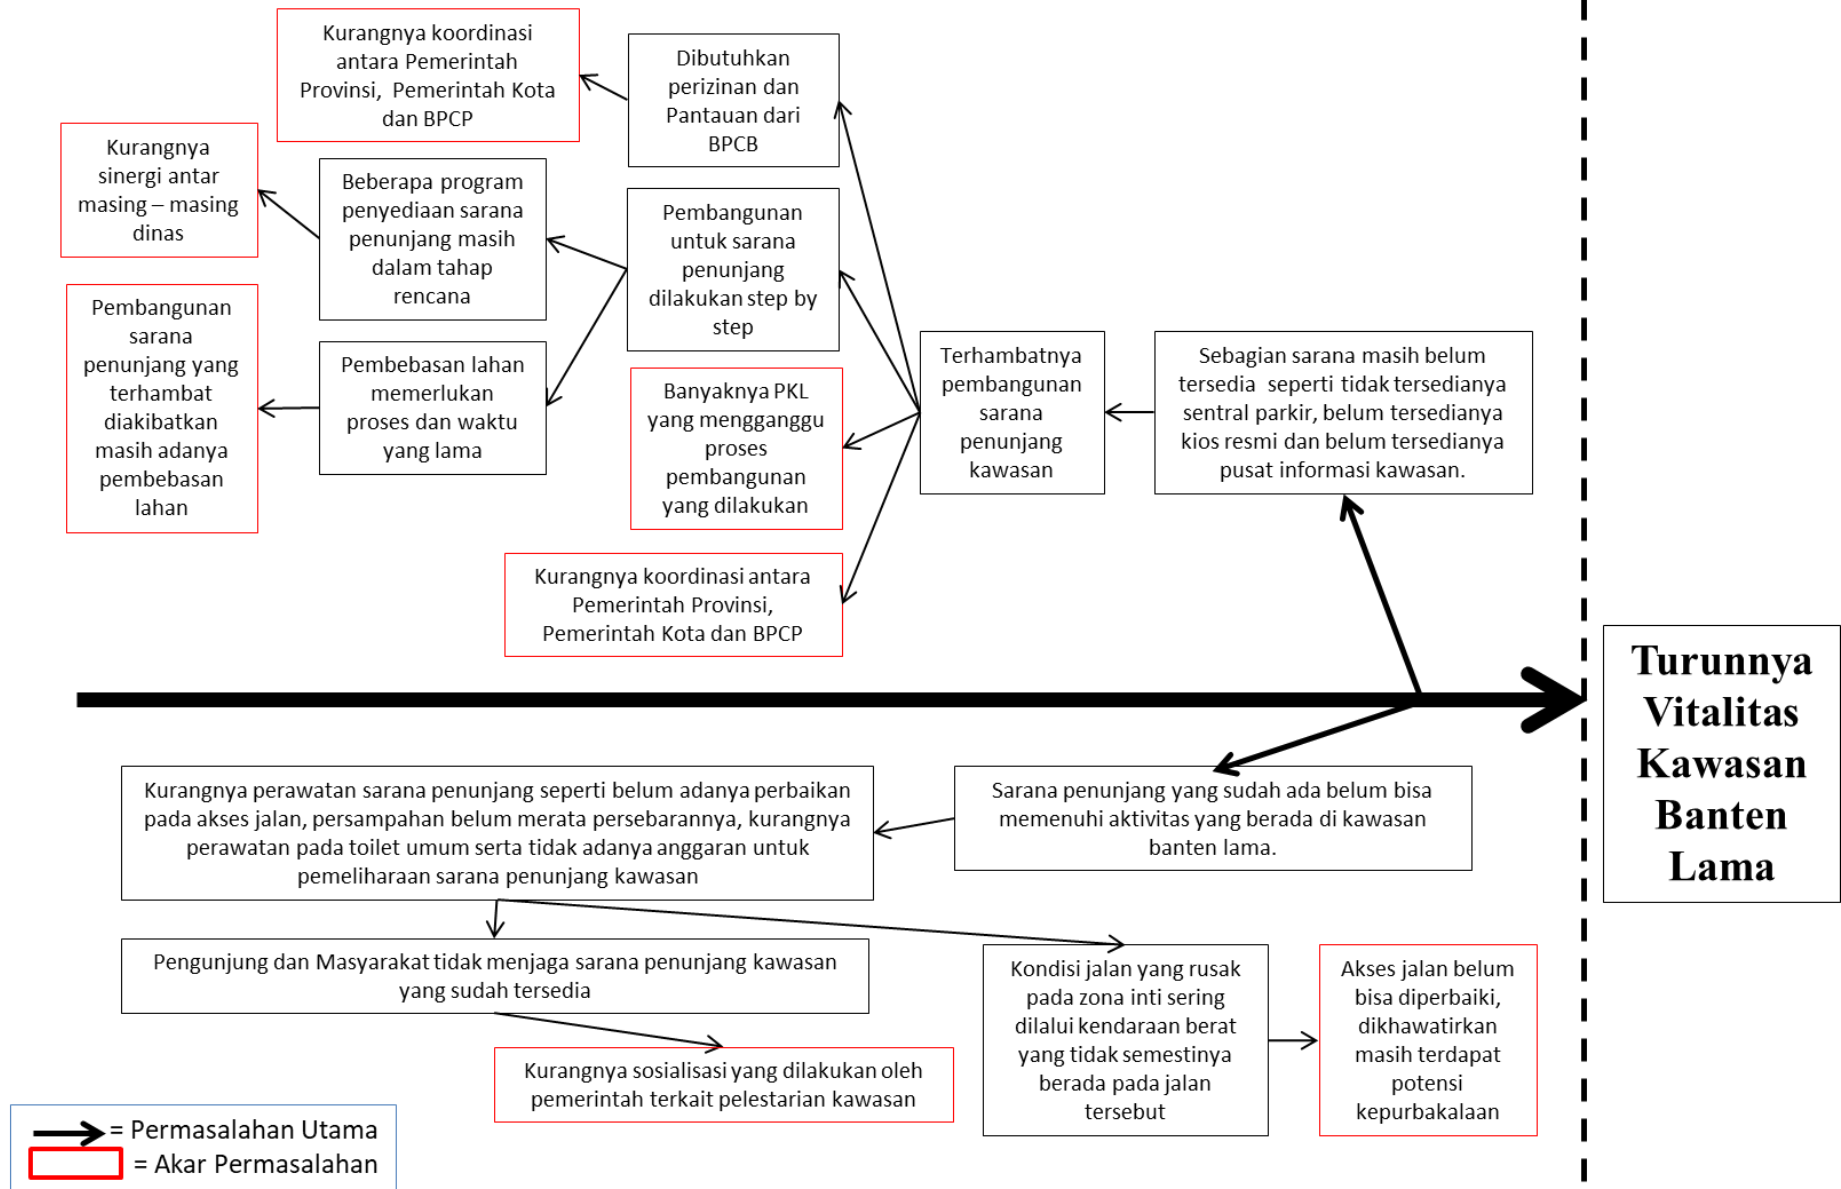 Kurangnya koordinasi
antara Pemerintah
Provinsi, Pemerintah Kota
dan BPCP
Dibutuhkan
perizinan dan
Pantauan dari
BPCB
Kurangnya
sinergi antar
masing – masing
dinas
Beberapa program
penyediaan sarana
penunjang masih
dalam tahap
rencana
Pembangunan
untuk sarana
penunjang
dilakukan step by
step
Pembangunan
sarana
penunjang yang
terhambat
diakibatkan
masih adanya
pembebasan
lahan
Pembebasan lahan
memerlukan
proses dan waktu
yang lama
Banyaknya PKL
yang mengganggu
proses
pembangunan
yang dilakukan
Terhambatnya
pembangunan
sarana
penunjang
kawasan
Sebagian sarana masih belum
tersedia seperti tidak tersedianya
sentral parkir, belum tersedianya
kios resmi dan belum tersedianya
pusat informasi kawasan.
Kurangnya koordinasi antara
Pemerintah Provinsi,
Pemerintah Kota dan BPCP
Turunnya
Vitalitas
Kawasan
Banten
Lama
Kurangnya perawatan sarana penunjang seperti belum adanya perbaikan
pada akses jalan, persampahan belum merata persebarannya, kurangnya
perawatan pada toilet umum serta tidak adanya anggaran untuk
pemeliharaan sarana penunjang kawasan
Sarana penunjang yang sudah ada belum bisa
memenuhi aktivitas yang berada di kawasan
banten lama.
Pengunjung dan Masyarakat tidak menjaga sarana penunjang kawasan
yang sudah tersedia
Kondisi jalan yang rusak
pada zona inti sering
dilalui kendaraan berat
yang tidak semestinya
berada pada jalan
tersebut
Akses jalan belum
bisa diperbaiki,
dikhawatirkan
masih terdapat
potensi
kepurbakalaan
Kurangnya sosialisasi yang dilakukan oleh
pemerintah terkait pelestarian kawasan
= Permasalahan Utama
= Akar Permasalahan